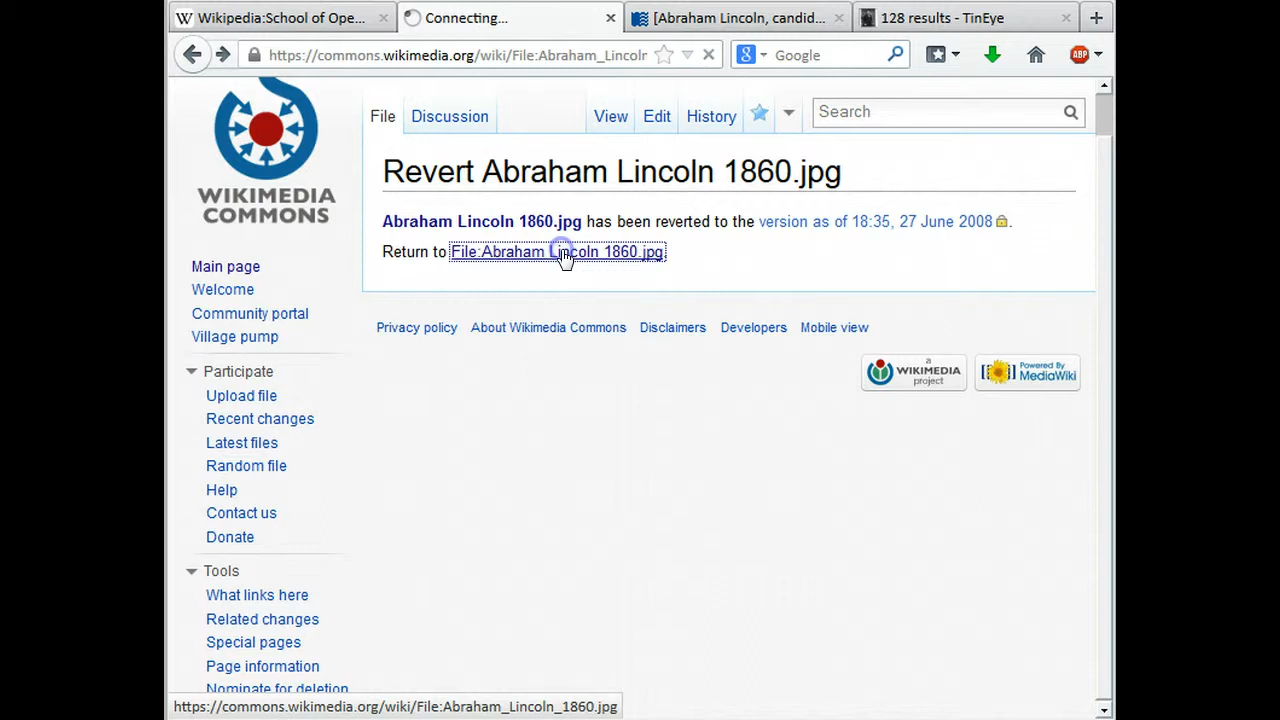 Wikipedia:School of Ope...
Connecting...
[Abraham Lincoln, candid...
128 results - TinEye
https://commons.wikimedia.org/wiki/File:Abraham_Lincoln
Google
ABP
File
Discussion
View
Edit
History
Search
WIKIMEDIA
COMMONS
Revert Abraham Lincoln 1860.jpg
Abraham Lincoln 1860.jpg has been reverted to the version as of 18:35, 27 June 2008.
Return to File:Abraham Lincoln 1860.jpg.
Main page
Welcome
Community portal
Village pump
Participate
Upload file
Recent changes
Latest files
Random file
Help
Contact us
Donate
Tools
What links here
Related changes
Special pages
Page information
Nominate for deletion
Privacy policy
About Wikimedia Commons
Disclaimers
Developers
Mobile view
a
WIKIMEDIA
project
Powered By
MediaWiki
https://commons.wikimedia.org/wiki/File:Abraham_Lincoln_1860.jpg